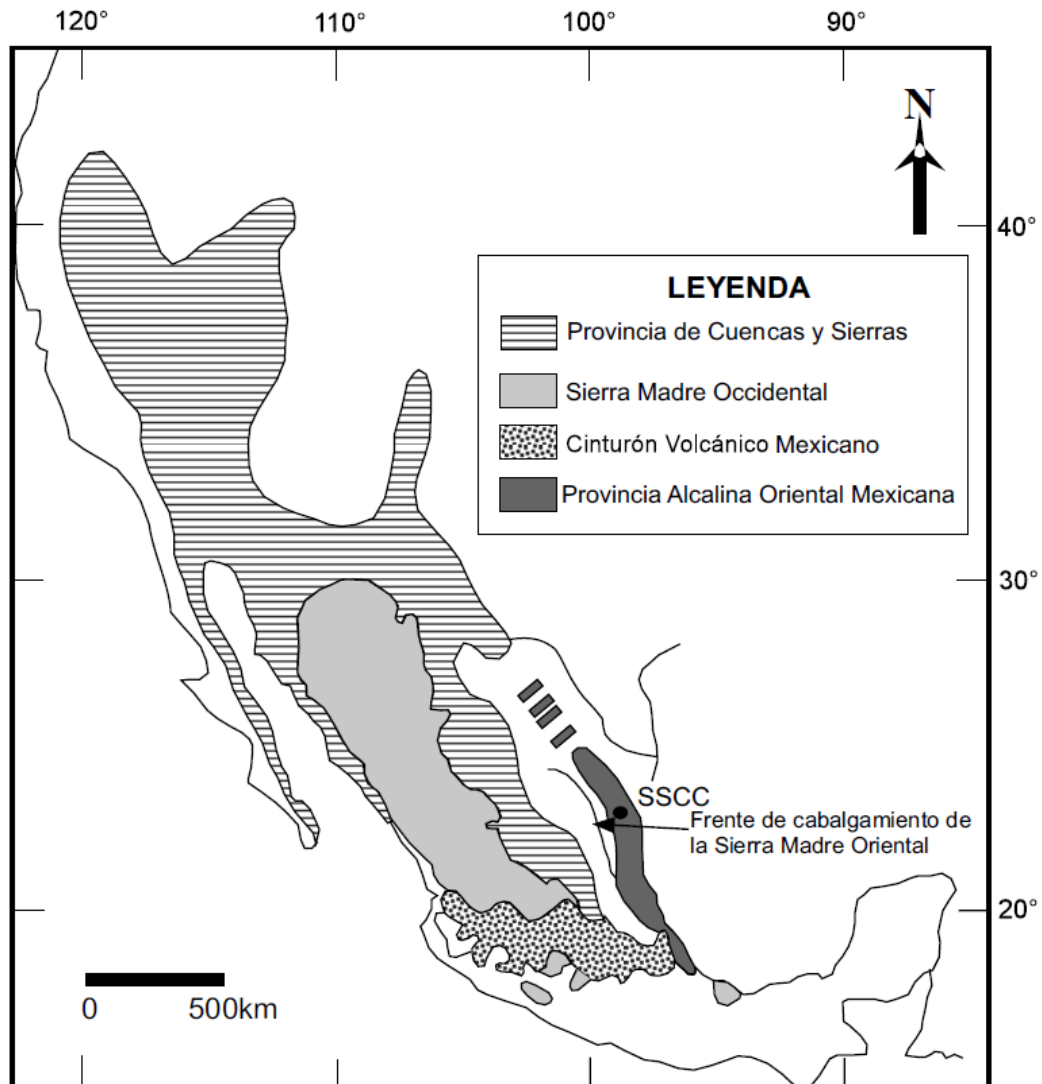 120°
110°
100°
90°
N
40°
LEYENDA
Provincia de Cuencas y Sierras
Sierra Madre Occidental
Cinturón Volcánico Mexicano
Provincia Alcalina Oriental Mexicana
30°
SSCC
Frente de cabalgamiento de
la Sierra Madre Oriental
20°
0
500km